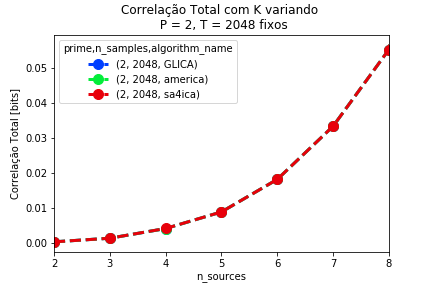 Correlação Total com K variando
P = 2, T = 2048 fixos
prime,n_samples,algorithm_name
(2, 2048, GLICA)
(2, 2048, america)
(2, 2048, sa4ica)
Correlação Total [bits]
0.05
0.04
0.03
0.02
0.01
0.00
2 3 4 5 6 7 8
n_sources